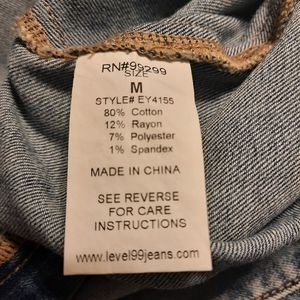 RN#99299
SIZE
M
STYLE# EY4155
80% Cotton
12% Rayon
7% Polyester
1% Spandex
MADE IN CHINA
SEE REVERSE
FOR CARE
INSTRUCTIONS
www.level99jeans.com